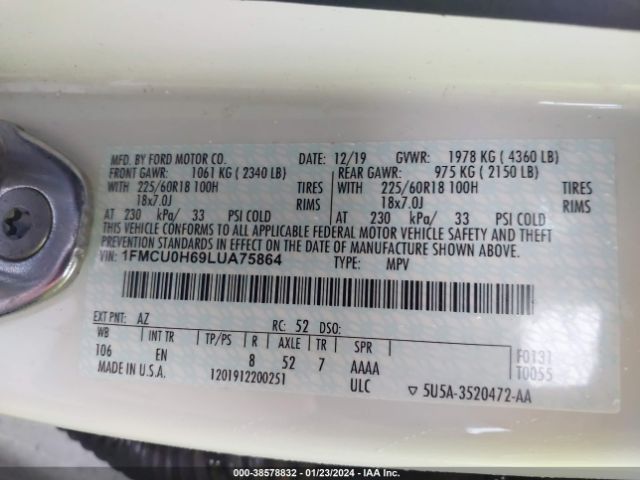 MFD. BY FORD MOTOR CO. DATE: 12/19 GVWR: 1978 KG ( 4360 LB)
FRONT GAWR: 1061 KG ( 2340 LB) REAR GAWR: 975 KG ( 2150 LB)
WITH 225/60R18 100H TIRES WITH 225/60R18 100H TIRES
18x7.0J RIMS 18x7.0J RIMS
AT 230 kPa/ 33 PSI COLD AT 230 kPa/ 33 PSI COLD
THIS VEHICLE CONFORMS TO ALL APPLICABLE FEDERAL MOTOR VEHICLE SAFETY AND THEFT
PREVENTION STANDARDS IN EFFECT ON THE DATE OF MANUFACTURE SHOWN ABOVE.
VIN: 1FMCU0H69LUA75864 TYPE: MPV
EXT PNT: AZ RC: 52 DSO:
WB INT TR TP/PS R AXLE TR SPR
106 EN 8 52 7 AAAA F0131
MADE IN U.S.A. 1201912200251 ULC T0055
▽ 5U5A-3520472-AA
000-38578832 - 01/23/2024 - IAA Inc.